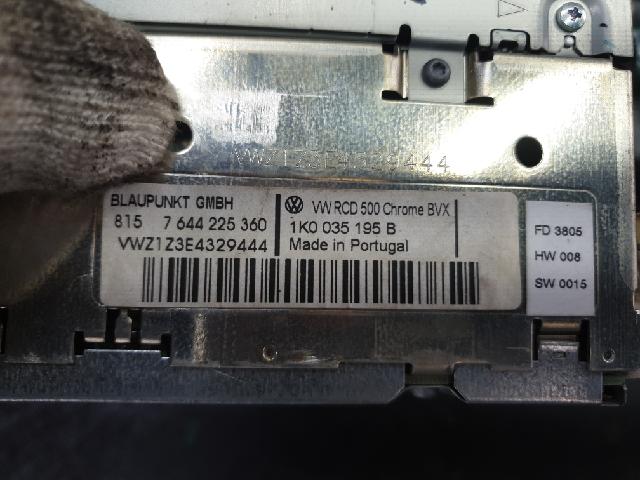 VWZ1Z3E4329444
BLAUPUNKT GMBH
815 7 644 225 360
VWZ1Z3E4329444
VW RCD 500 Chrome BVX
1K0 035 195 B
Made in Portugal
FD 3805
HW 008
SW 0015